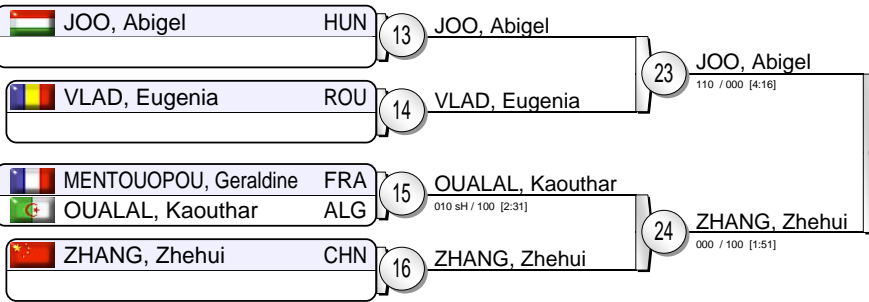 JOO, Abigel HUN
13
JOO, Abigel
VLAD, Eugenia ROU
14
VLAD, Eugenia
23
JOO, Abigel
110 / 000 [4:16]
MENTOUOPOU, Geraldine FRA
OUALAL, Kaouthar ALG
15
OUALAL, Kaouthar
010 sH / 100 [2:31]
ZHANG, Zhehui CHN
16
ZHANG, Zhehui
24
ZHANG, Zhehui
000 / 100 [1:51]